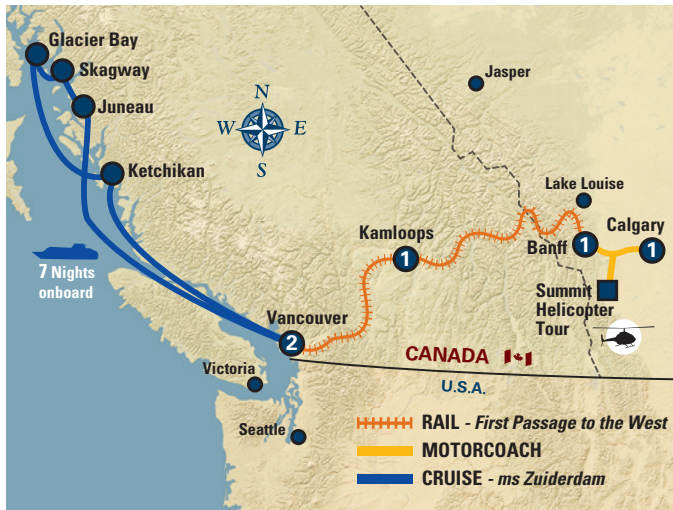 Glacier Bay
Skagway
Juneau
Ketchikan
N
W E
S
Jasper
Lake Louise
Calgary
1
Banff
1
Kamloops
1
Summit
Helicopter
Tour
7 Nights
onboard
Vancouver
2
Victoria
Seattle
CANADA
U.S.A.
RAIL - First Passage to the West
MOTORCOACH
CRUISE - ms Zuiderdam